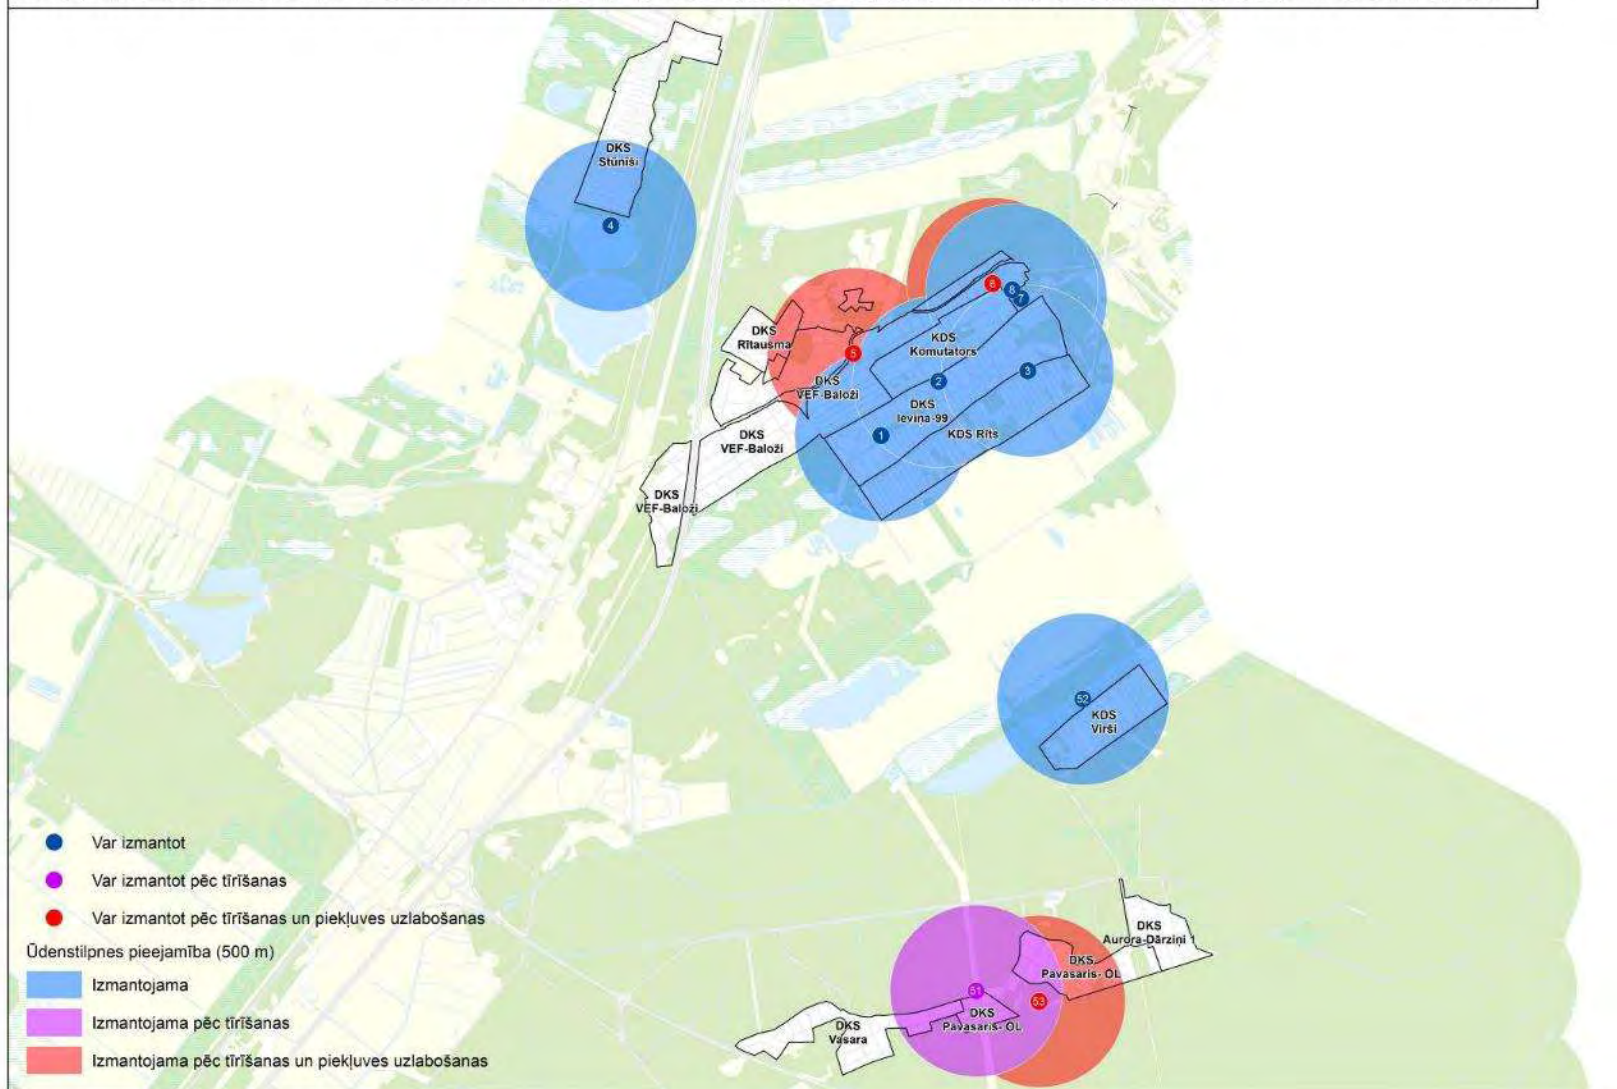 DKS
Stūnīši
4
6
8
7
DKS
Rītausma
5
KDS
Komutators
3
DKS
VEF-Baloži
2
DKS
Ieviņa-99
1
KDS Rīts
DKS
VEF-Baloži
DKS
VEF-Baloži
52
KDS
Virši
Var izmantot
Var izmantot pēc tīrīšanas
Var izmantot pēc tīrīšanas un piekļuves uzlabošanas
Ūdenstilpnes pieejamība (500 m)
Izmantojama
Izmantojama pēc tīrīšanas
Izmantojama pēc tīrīšanas un piekļuves uzlabošanas
DKS
Aurora-Dārziņi 1
DKS
Pavasaris- OL
51
53
DKS
Pavasaris- OL
DKS
Vasara